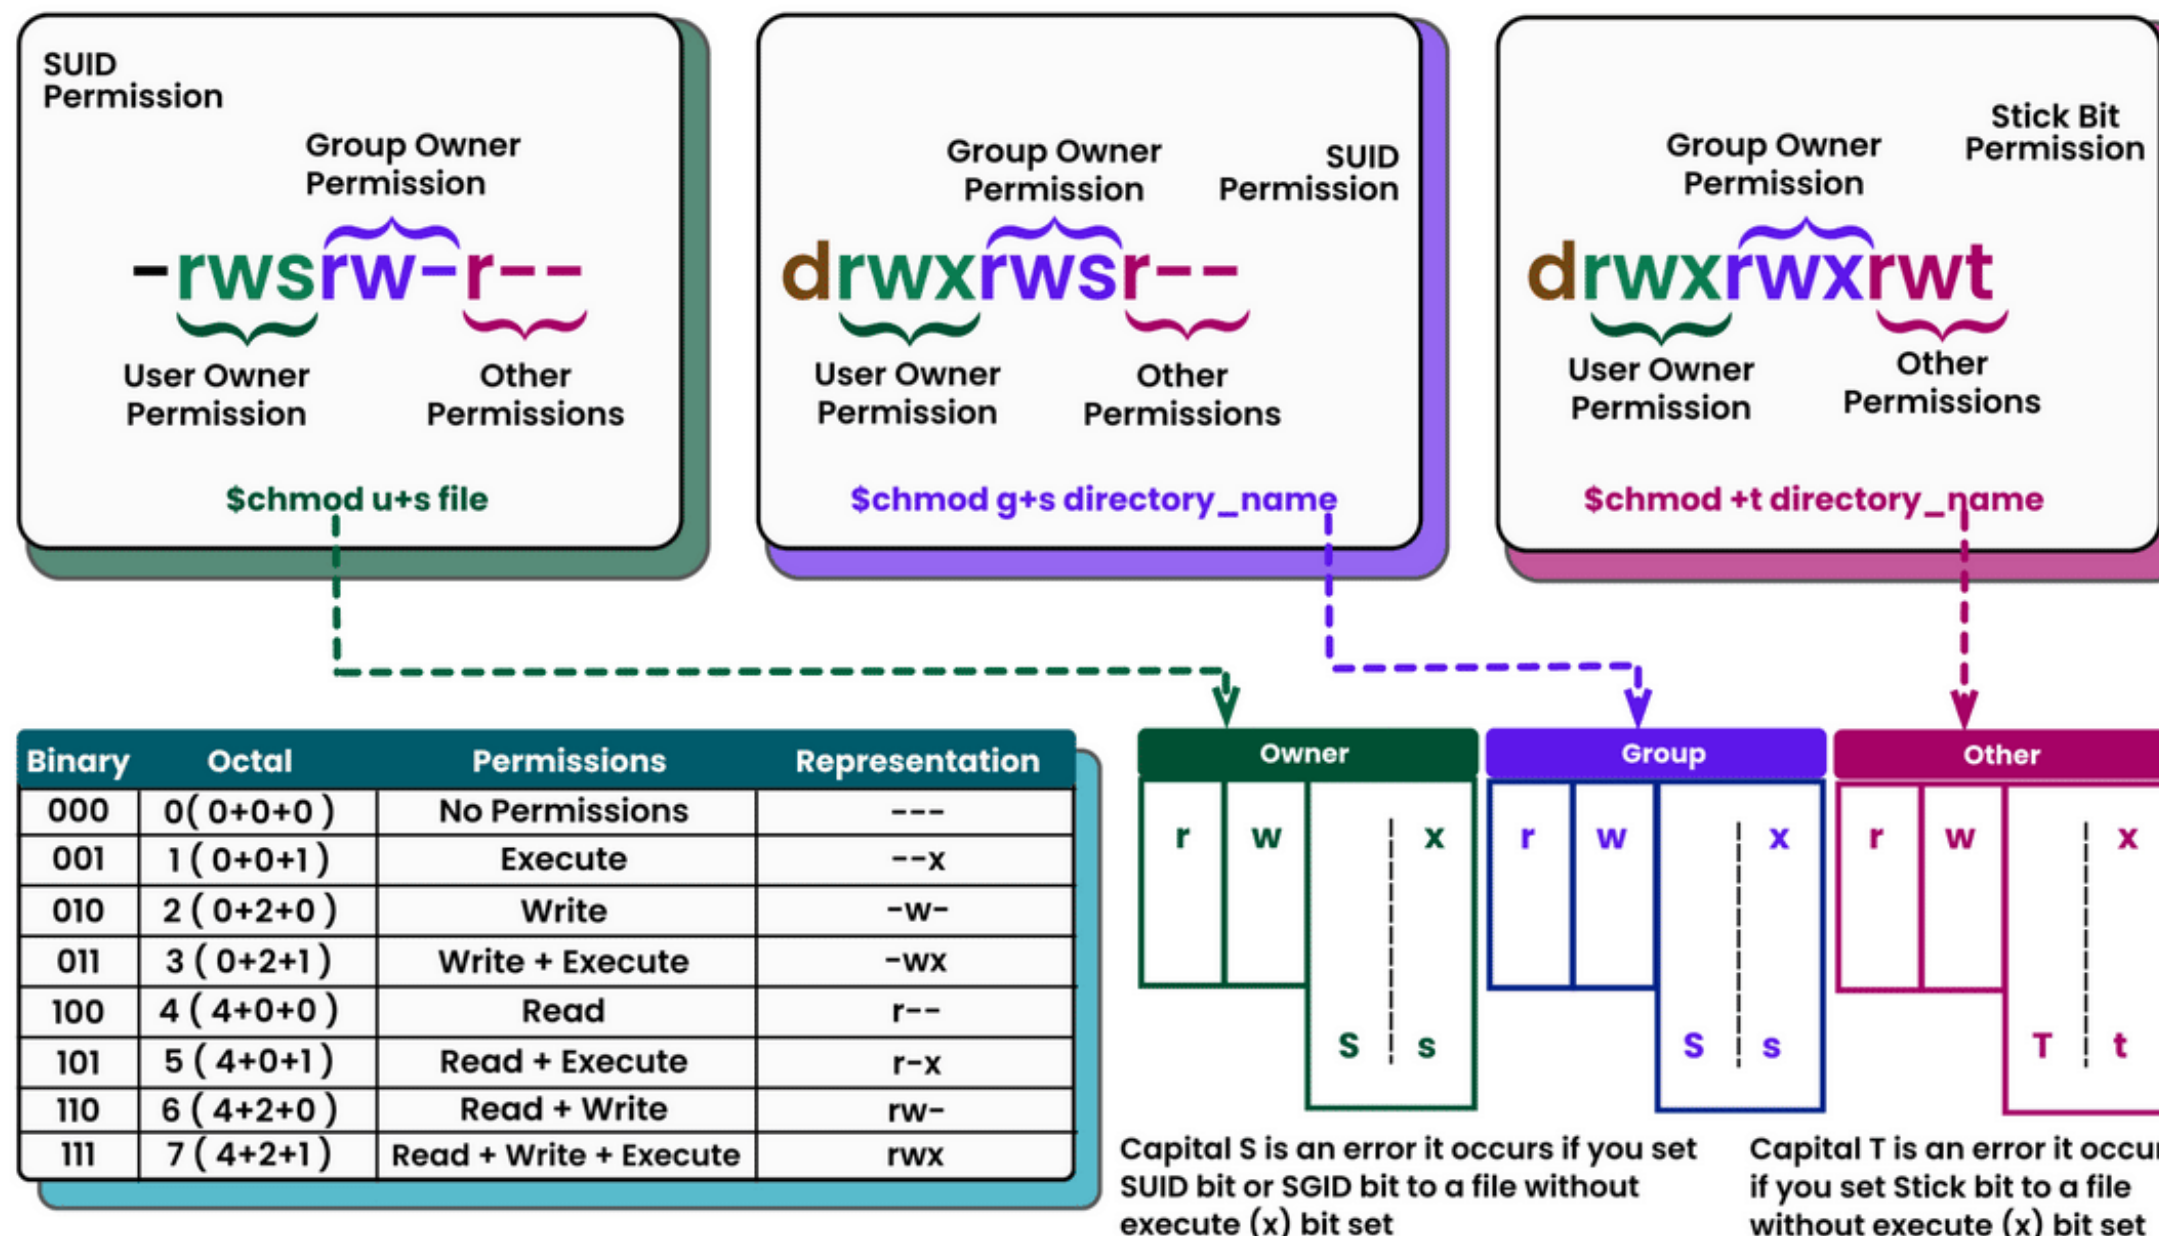 SUID
Permission
Group Owner
Permission
-rwsrw-r--
User Owner
Permission
Other
Permissions
$chmod u+s file
Group Owner
Permission
SUID
Permission
drwxrwsr--
User Owner
Permission
Other
Permissions
$chmod g+s directory_name
Group Owner
Permission
Stick Bit
Permission
drwxrwxrwt
User Owner
Permission
Other
Permissions
$chmod +t directory_name
Binary Octal Permissions Representation
000 0( 0+0+0 ) No Permissions ---
001 1 ( 0+0+1 ) Execute --x
010 2 ( 0+2+0 ) Write -w-
011 3 ( 0+2+1 ) Write + Execute -wx
100 4 ( 4+0+0 ) Read r--
101 5 ( 4+0+1 ) Read + Execute r-x
110 6 ( 4+2+0 ) Read + Write rw-
111 7 ( 4+2+1 ) Read + Write + Execute rwx
Owner
r w x
S s
Group
r w x
S s
Other
r w x
T t
Capital S is an error it occurs if you set
SUID bit or SGID bit to a file without
execute (x) bit set
Capital T is an error it occur
if you set Stick bit to a file
without execute (x) bit set